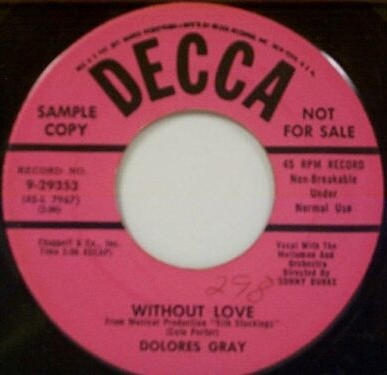 DECCA
SAMPLE
COPY
NOT
FOR SALE
RECORD NO.
9-29353
45 RPM RECORD
Non-Breakable
Under
Normal Use
Chappell & Co., Inc.
Vocal With The
Mellomen And
Orchestra
Directed By
SONNY BURKE
298
WITHOUT LOVE
From Musical Production "Silk Stockings"
(Cole Porter)
DOLORES GRAY